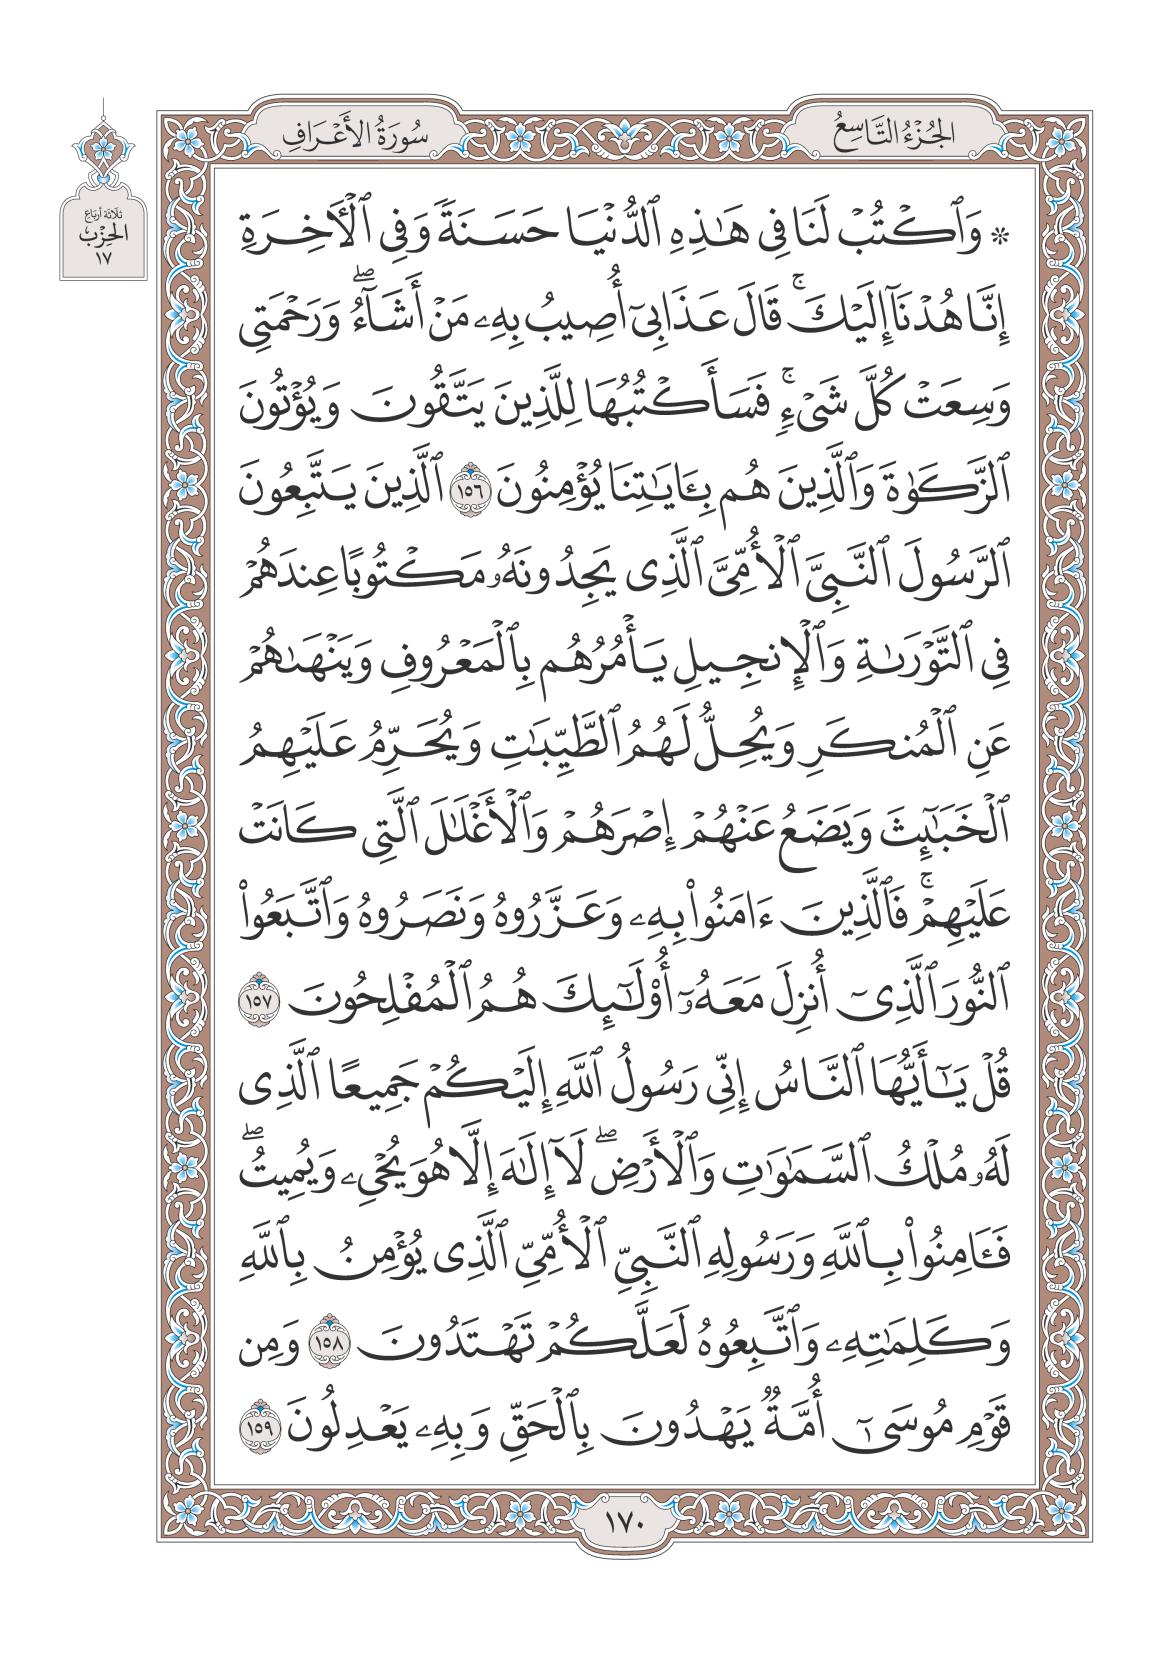 الجُزْءُ التَّاسِعُ
سُورَةُ الأَعْرَافِ
ثلاثة أرباع
الحِزْب
١٧
۞ وَٱكۡتُبۡ لَنَا فِي هَٰذِهِ ٱلدُّنۡيَا حَسَنَةٗ وَفِي ٱلۡأٓخِرَةِ
إِنَّا هُدۡنَآ إِلَيۡكَۚ قَالَ عَذَابِيٓ أُصِيبُ بِهِۦ مَنۡ أَشَآءُۖ وَرَحۡمَتِي
وَسِعَتۡ كُلَّ شَيۡءٖۚ فَسَأَكۡتُبُهَا لِلَّذِينَ يَتَّقُونَ وَيُؤۡتُونَ
ٱلزَّكَوٰةَ وَٱلَّذِينَ هُم بِـَٔايَٰتِنَا يُؤۡمِنُونَ ١٥٦ ٱلَّذِينَ يَتَّبِعُونَ
ٱلرَّسُولَ ٱلنَّبِيَّ ٱلۡأُمِّيَّ ٱلَّذِي يَجِدُونَهُۥ مَكۡتُوبًا عِندَهُمۡ
فِي ٱلتَّوۡرَىٰةِ وَٱلۡإِنجِيلِ يَأۡمُرُهُم بِٱلۡمَعۡرُوفِ وَيَنۡهَىٰهُمۡ
عَنِ ٱلۡمُنكَرِ وَيُحِلُّ لَهُمُ ٱلطَّيِّبَٰتِ وَيُحَرِّمُ عَلَيۡهِمُ
ٱلۡخَبَٰٓئِثَ وَيَضَعُ عَنۡهُمۡ إِصۡرَهُمۡ وَٱلۡأَغۡلَٰلَ ٱلَّتِي كَانَتۡ
عَلَيۡهِمۡۚ فَٱلَّذِينَ ءَامَنُواْ بِهِۦ وَعَزَّرُوهُ وَنَصَرُوهُ وَٱتَّبَعُواْ
ٱلنُّورَ ٱلَّذِيٓ أُنزِلَ مَعَهُۥٓ أُوْلَٰٓئِكَ هُمُ ٱلۡمُفۡلِحُونَ ١٥٧
قُلۡ يَٰٓأَيُّهَا ٱلنَّاسُ إِنِّي رَسُولُ ٱللَّهِ إِلَيۡكُمۡ جَمِيعًا ٱلَّذِي
لَهُۥ مُلۡكُ ٱلسَّمَٰوَٰتِ وَٱلۡأَرۡضِۖ لَآ إِلَٰهَ إِلَّا هُوَ يُحۡيِۦ وَيُمِيتُۖ
فَـَٔامِنُواْ بِٱللَّهِ وَرَسُولِهِ ٱلنَّبِيِّ ٱلۡأُمِّيِّ ٱلَّذِي يُؤۡمِنُ بِٱللَّهِ
وَكَلِمَٰتِهِۦ وَٱتَّبِعُوهُ لَعَلَّكُمۡ تَهۡتَدُونَ ١٥٨ وَمِن
قَوۡمِ مُوسَىٰٓ أُمَّةٞ يَهۡدُونَ بِٱلۡحَقِّ وَبِهِۦ يَعۡدِلُونَ ١٥٩
١٧٠